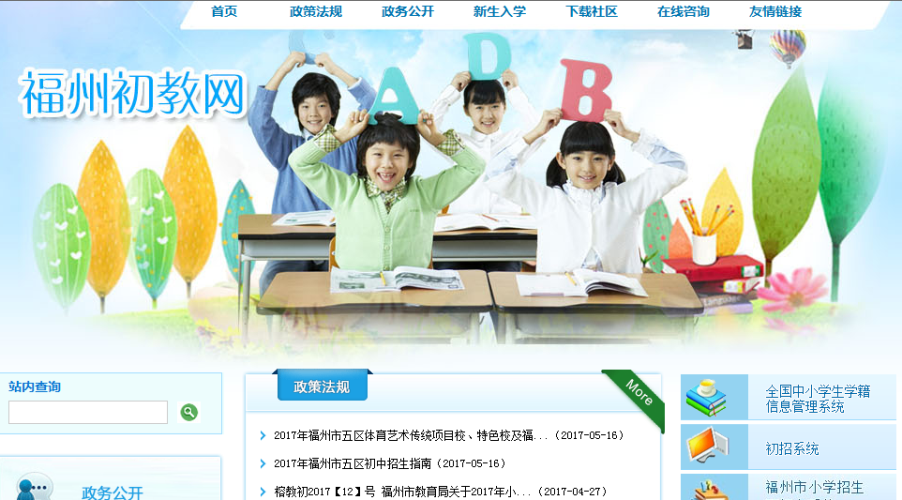 首页 政策法规 政务公开 新生入学 下载社区 在线咨询 友情链接
福州初教网
A D B
站内查询
政策法规
More
2017年福州市五区体育艺术传统项目校、特色校及福...（2017-05-16）
2017年福州市五区初中招生指南（2017-05-16）
榕教初2017【12】号 福州市教育局关于2017年小...（2017-04-27）
全国中小学生学籍
信息管理系统
初招系统
福州市小学招生
政务公开